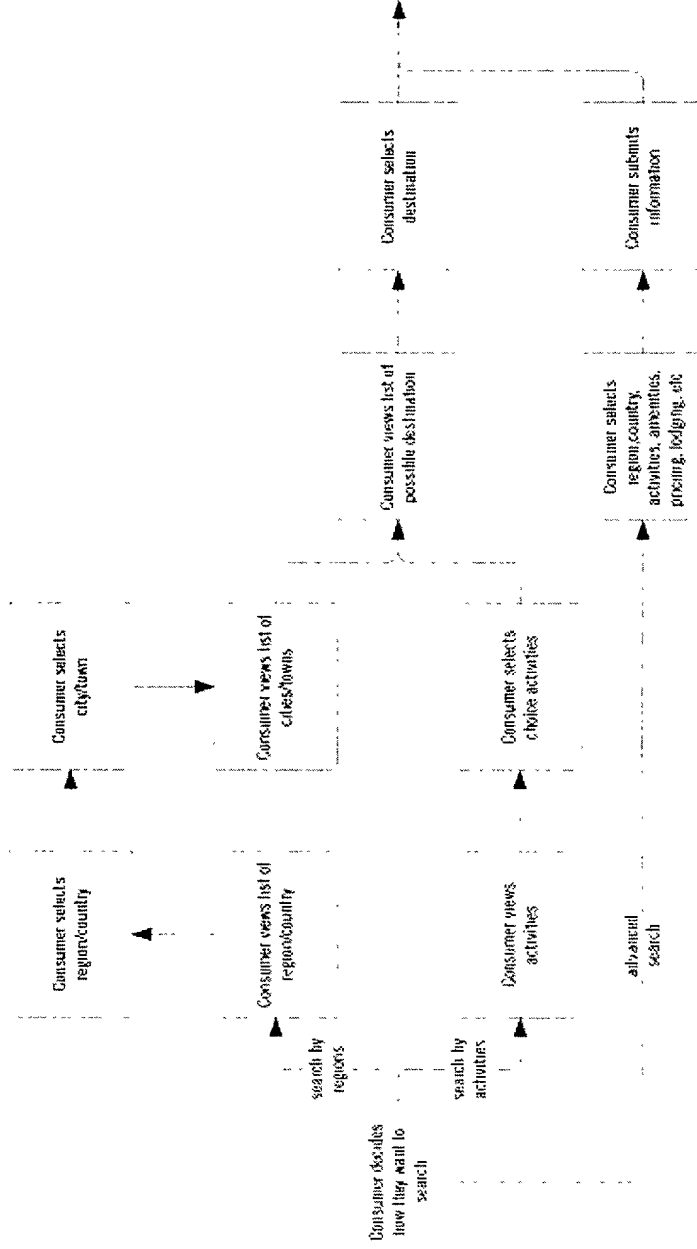 Consumer decides
how they want to
search
search by
regions
search by
activities
advanced
search
Consumer views list of
region/country
Consumer selects
region/country
Consumer selects
city/town
Consumer views list of
cities/towns
Consumer views
activities
Consumer selects
choice activities
Consumer views list of
possible destination
Consumer selects
destination
Consumer selects
region,country,
activities, amenities,
pricing, lodging, etc
Consumer submits
information